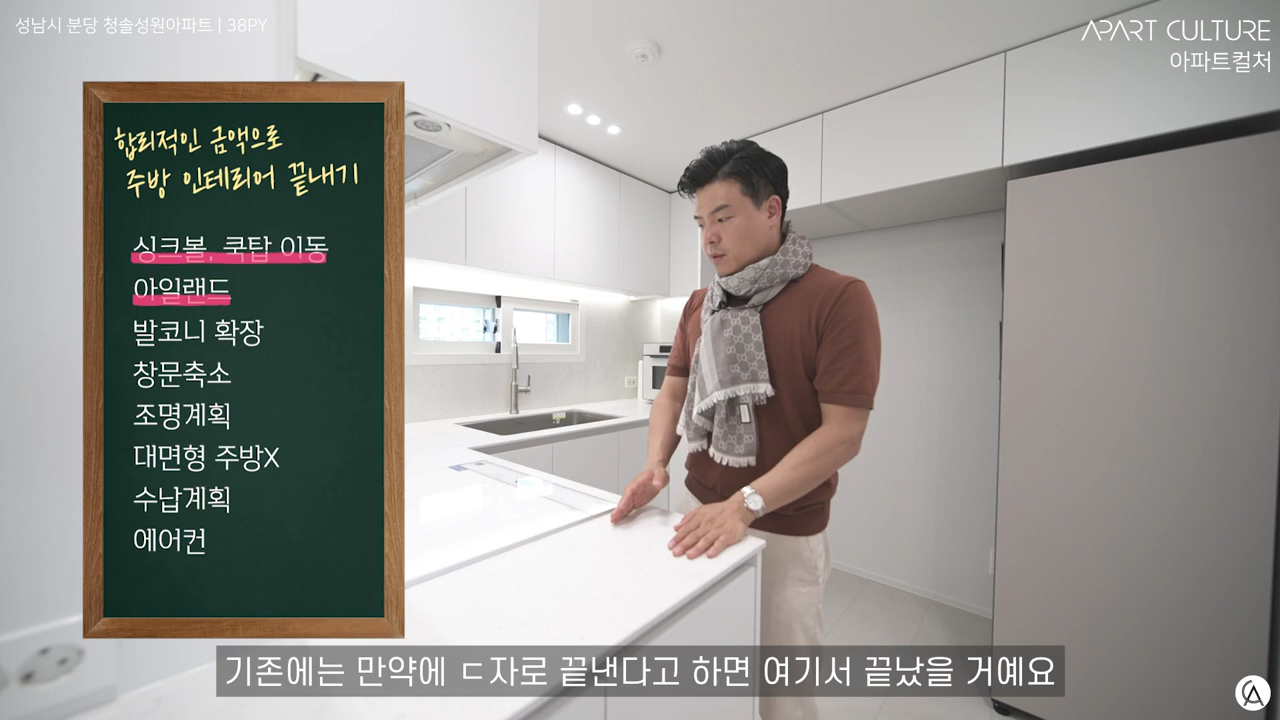 성남시 분당 청솔성원아파트 | 38PY
APART CULTURE
아파트컬처
합리적인 금액으로
주방 인테리어 끝내기
싱크볼, 쿡탑 이동
아일랜드
발코니 확장
창문축소
조명계획
대면형 주방X
수납계획
에어컨
기존에는 만약에 ㄷ자로 끝낸다고 하면 여기서 끝났을 거예요